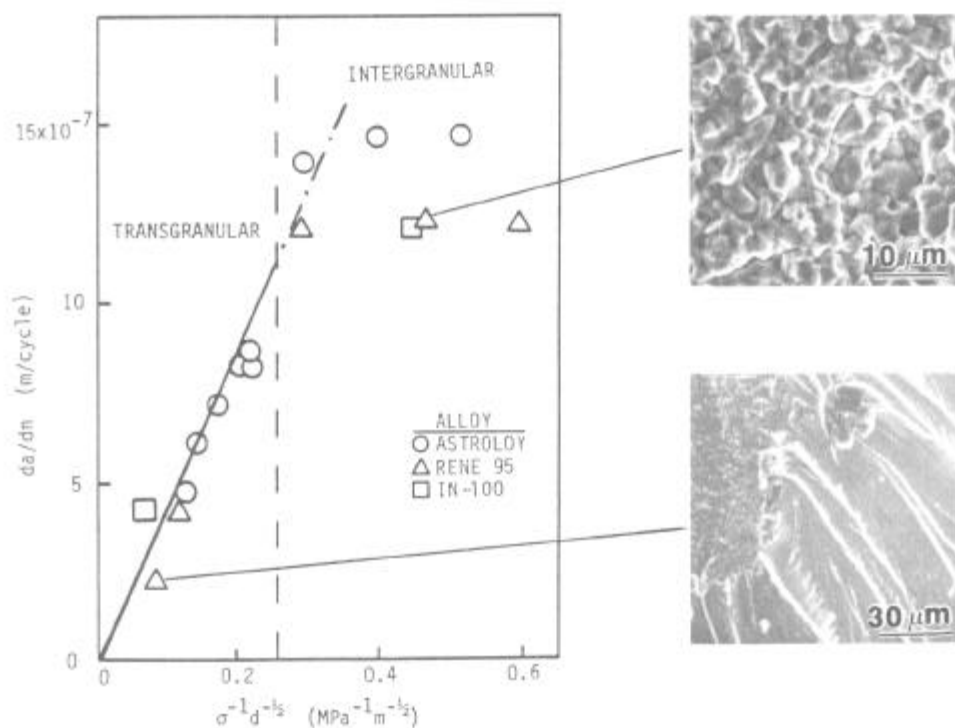 INTERGRANULAR
15x10⁻⁷
TRANSGRANULAR
10
10 μm
da/dn (m/cycle)
ALLOY
ASTROLOY
RENE 95
IN-100
5
30 μm
0
0 0.2 0.4 0.6
σ⁻¹d⁻½ (MPa⁻¹m⁻½)